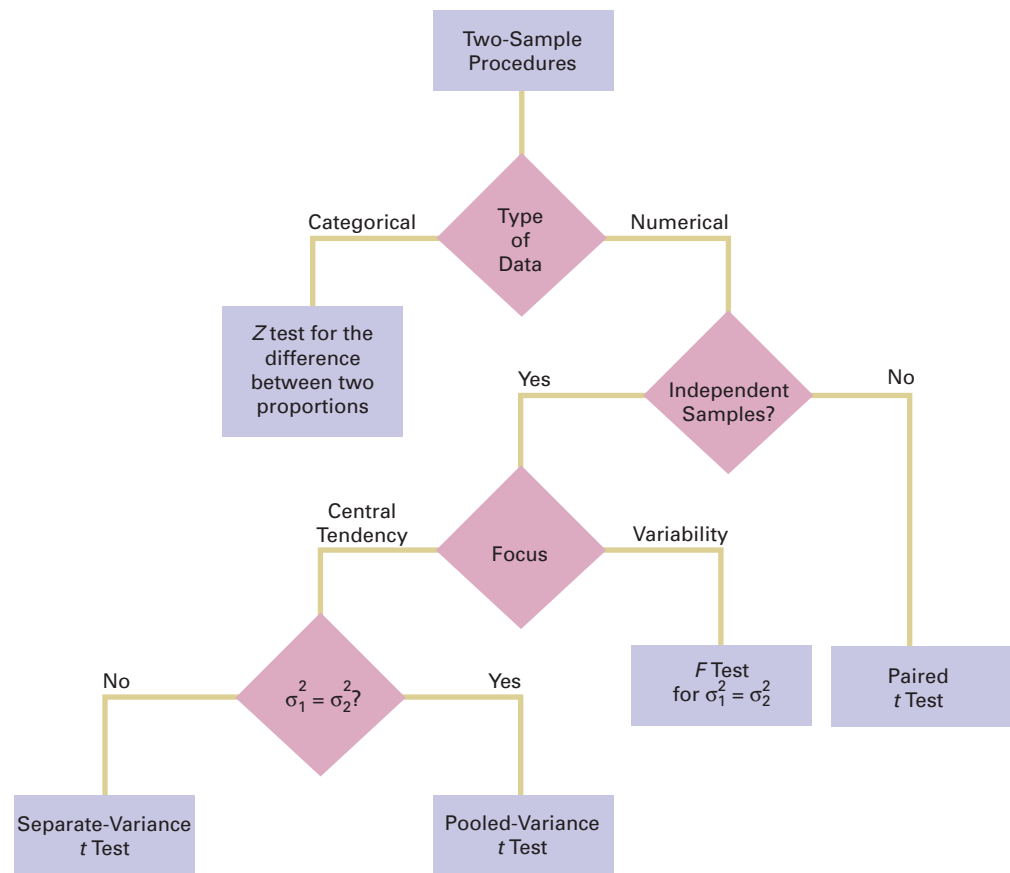 Two-Sample
Procedures
Type
of
Data
Categorical
Numerical
Z test for the
difference
between two
proportions
Independent
Samples?
Yes
No
Focus
Central
Tendency
Variability
σ₁² = σ₂²?
No
Yes
F Test
for σ₁² = σ₂²
Paired
t Test
Separate-Variance
t Test
Pooled-Variance
t Test